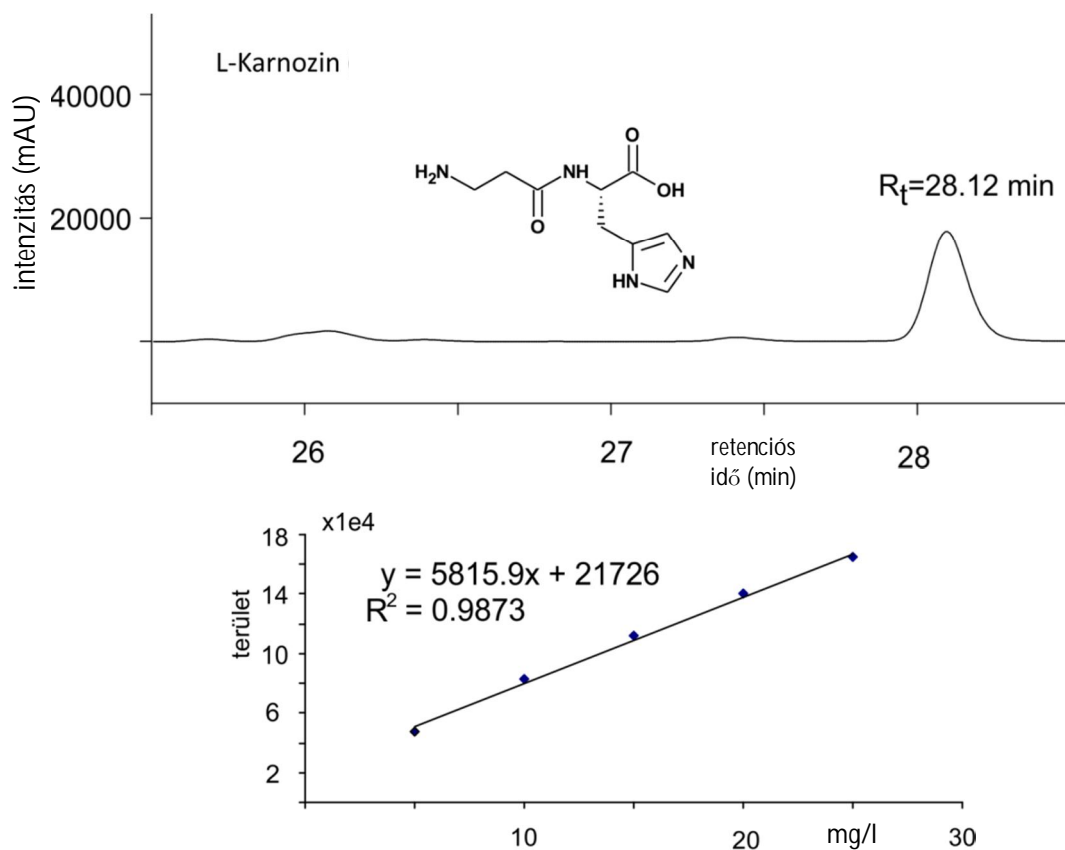 L-Karnozin
intenzitás (mAU)
40000
20000
H₂N
O
NH
O
OH
N
HN
Rt=28.12 min
26
27
28
retenciós
idő (min)
x1e4
y = 5815.9x + 21726
R² = 0.9873
terület
18
14
10
6
2
10
20
mg/l
30